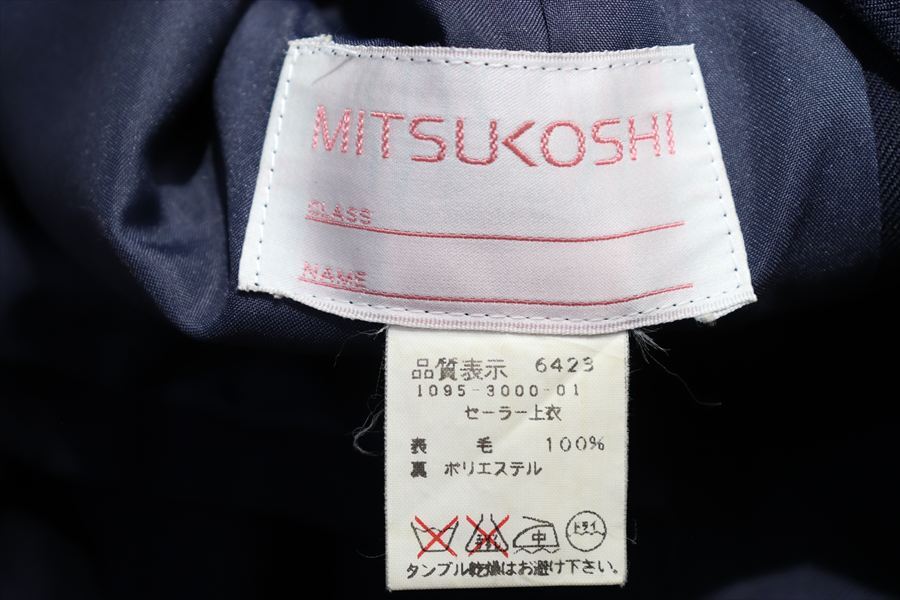 MITSUKOSHI
CLASS
NAME
品質表示 6423
1095-3000-01
セーラー上衣
表 毛 100%
裏 ポリエステル
中 ドライ
タンブル乾燥はお避け下さい。